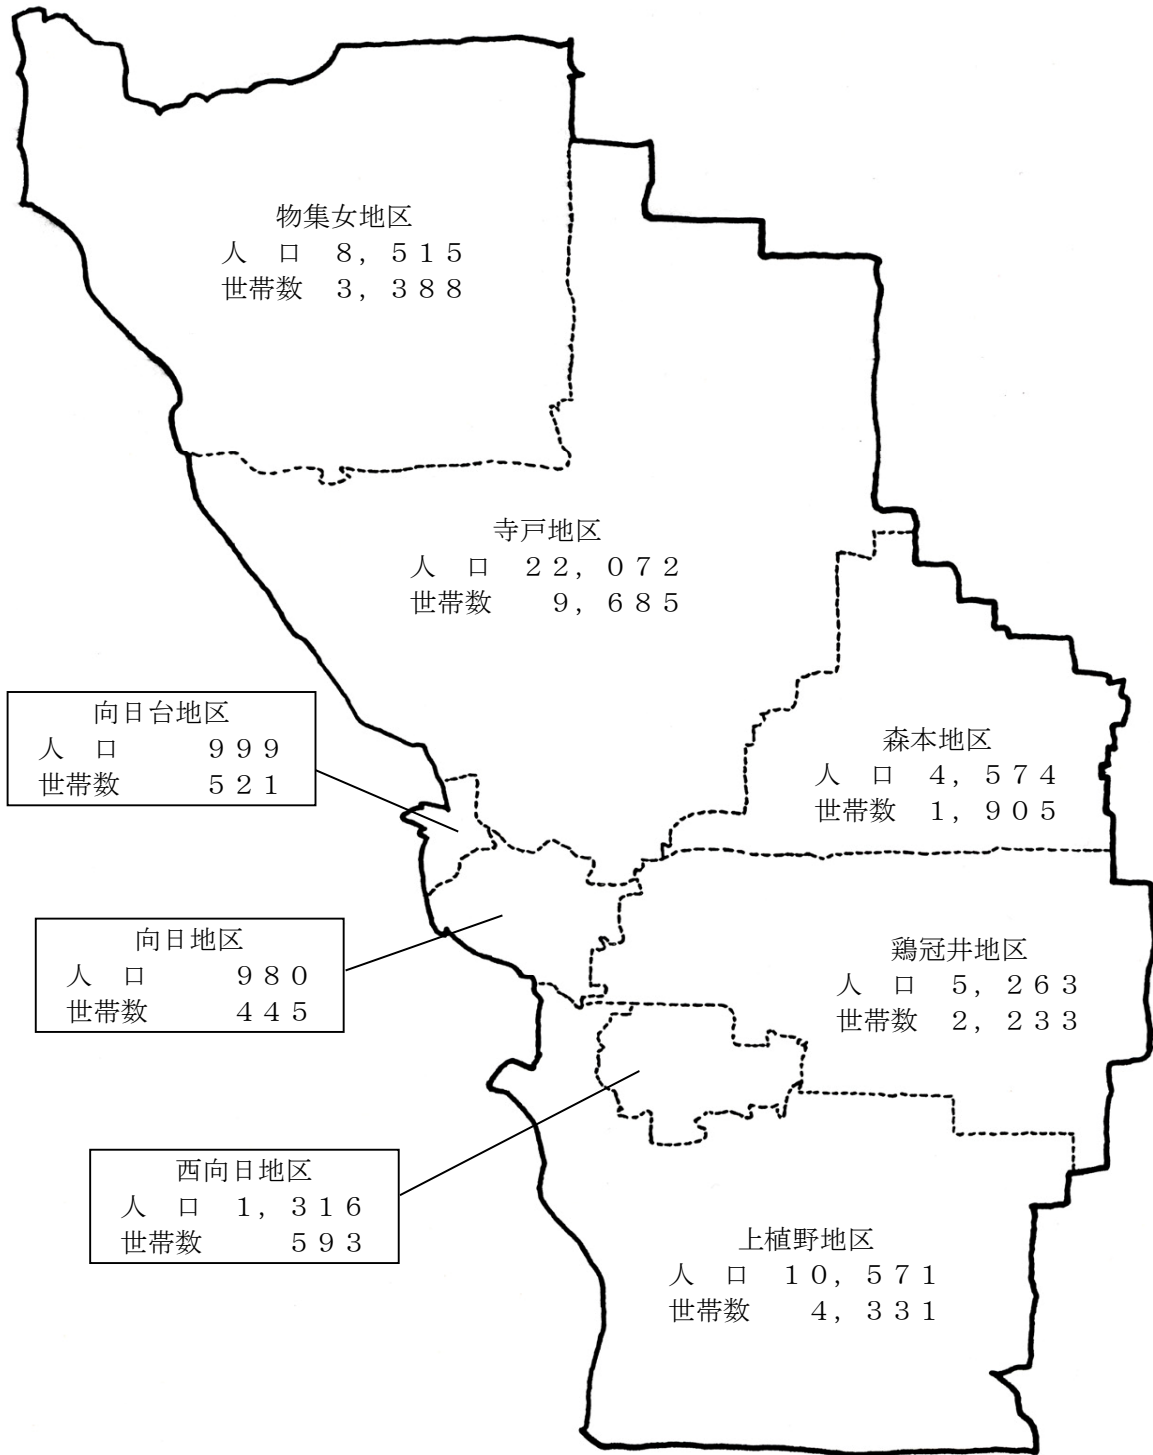 物集女地区
人　口　８，５１５
世帯数　３，３８８
寺戸地区
人　口　２２，０７２
世帯数　　９，６８５
向日台地区
人　口　　　９９９
世帯数　　　５２１
森本地区
人　口　４，５７４
世帯数　１，９０５
向日地区
人　口　　　９８０
世帯数　　　４４５
鶏冠井地区
人　口　５，２６３
世帯数　２，２３３
西向日地区
人　口　１，３１６
世帯数　　　５９３
上植野地区
人　口　１０，５７１
世帯数　　４，３３１